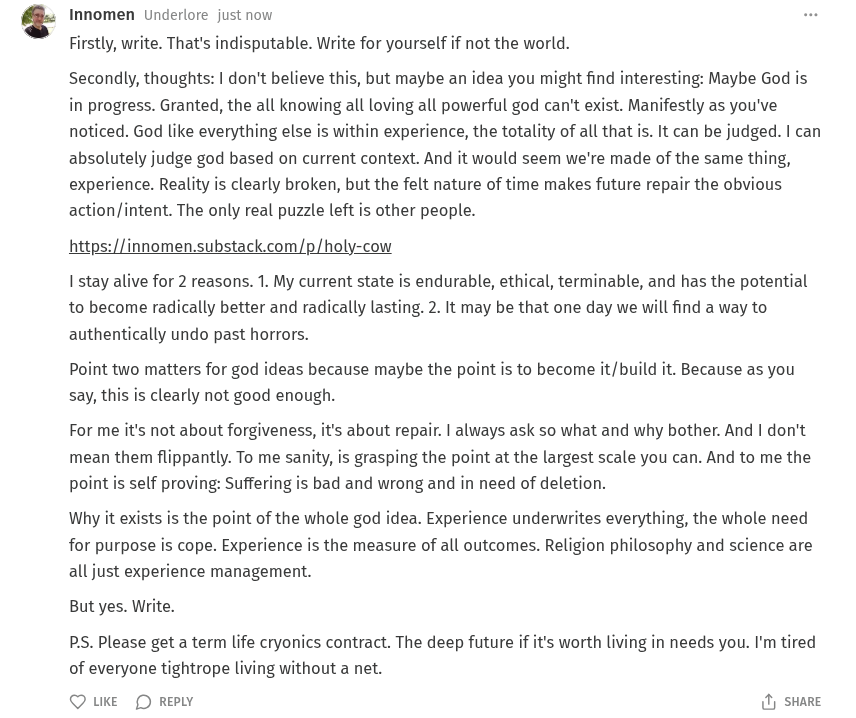 Innomen Underlore just now
Firstly, write. That's indisputable. Write for yourself if not the world.
Secondly, thoughts: I don't believe this, but maybe an idea you might find interesting: Maybe God is
in progress. Granted, the all knowing all loving all powerful god can't exist. Manifestly as you've
noticed. God like everything else is within experience, the totality of all that is. It can be judged. I can
absolutely judge god based on current context. And it would seem we're made of the same thing,
experience. Reality is clearly broken, but the felt nature of time makes future repair the obvious
action/intent. The only real puzzle left is other people.
https://innomen.substack.com/p/holy-cow
I stay alive for 2 reasons. 1. My current state is endurable, ethical, terminable, and has the potential
to become radically better and radically lasting. 2. It may be that one day we will find a way to
authentically undo past horrors.
Point two matters for god ideas because maybe the point is to become it/build it. Because as you
say, this is clearly not good enough.
For me it's not about forgiveness, it's about repair. I always ask so what and why bother. And I don't
mean them flippantly. To me sanity, is grasping the point at the largest scale you can. And to me the
point is self proving: Suffering is bad and wrong and in need of deletion.
Why it exists is the point of the whole god idea. Experience underwrites everything, the whole need
for purpose is cope. Experience is the measure of all outcomes. Religion philosophy and science are
all just experience management.
But yes. Write.
P.S. Please get a term life cryonics contract. The deep future if it's worth living in needs you. I'm tired
of everyone tightrope living without a net.
LIKE REPLY SHARE